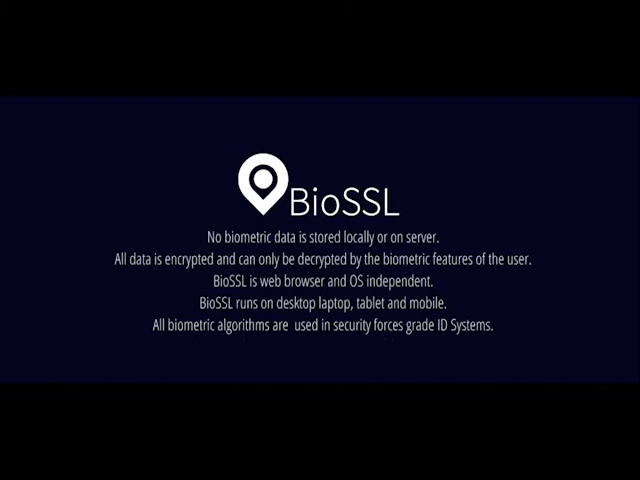 BioSSL
No biometric data is stored locally or on server.
All data is encrypted and can only be decrypted by the biometric features of the user.
BioSSL is web browser and OS independent.
BioSSL runs on desktop laptop, tablet and mobile.
All biometric algorithms are  used in security forces grade ID Systems.